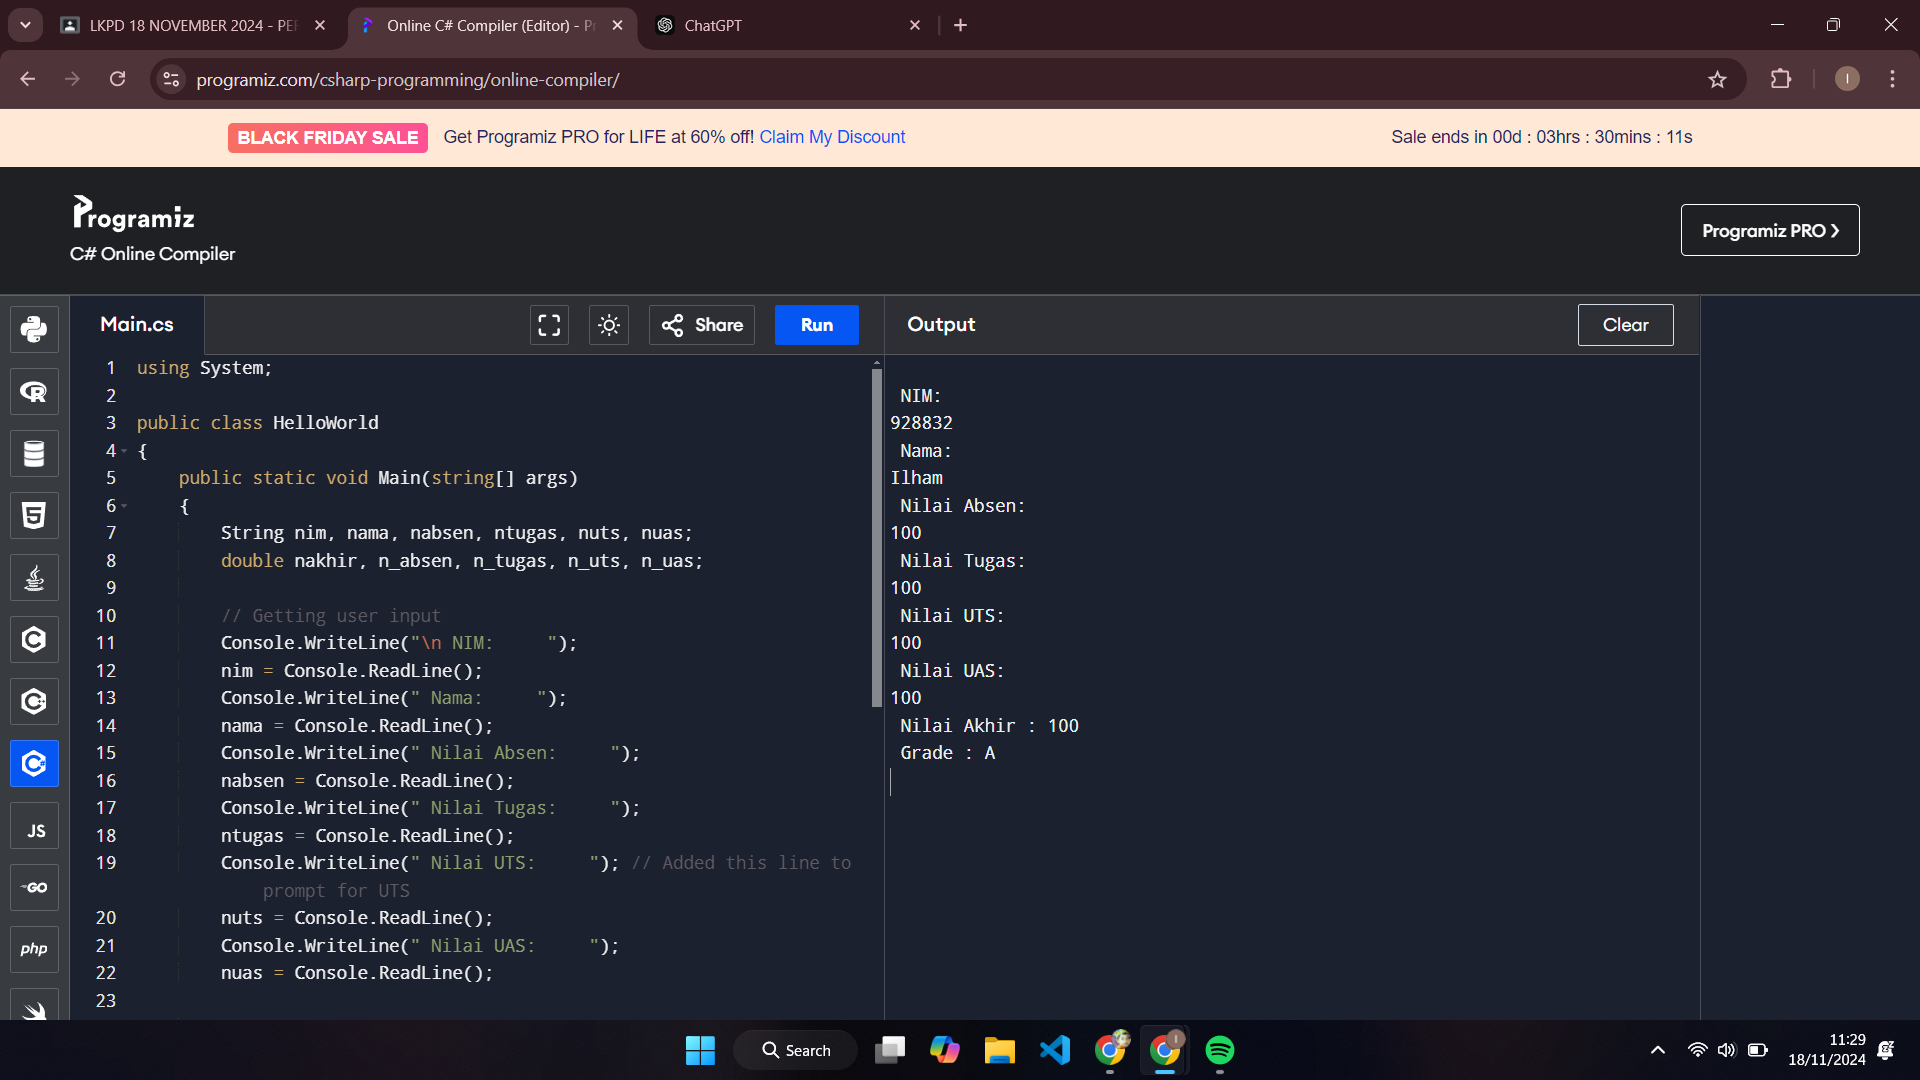 LKPD 18 NOVEMBER 2024 - PER
Online C# Compiler (Editor) - Pr
ChatGPT
programiz.com/csharp-programming/online-compiler/
I
BLACK FRIDAY SALE Get Programiz PRO for LIFE at 60% off! Claim My Discount
Sale ends in 00d : 03hrs : 30mins : 11s
Programiz
C# Online Compiler
Programiz PRO ❯
Main.cs
Share
Run
Output
Clear
1 using System;
2
3 public class HelloWorld
4 {
5 public static void Main(string[] args)
6 {
7 String nim, nama, nabsen, ntugas, nuts, nuas;
8 double nakhir, n_absen, n_tugas, n_uts, n_uas;
9
10 // Getting user input
11 Console.WriteLine("\n NIM:     ");
12 nim = Console.ReadLine();
13 Console.WriteLine(" Nama:     ");
14 nama = Console.ReadLine();
15 Console.WriteLine(" Nilai Absen:     ");
16 nabsen = Console.ReadLine();
17 Console.WriteLine(" Nilai Tugas:     ");
18 ntugas = Console.ReadLine();
19 Console.WriteLine(" Nilai UTS:     "); // Added this line to
prompt for UTS
20 nuts = Console.ReadLine();
21 Console.WriteLine(" Nilai UAS:     ");
22 nuas = Console.ReadLine();
23
NIM:
928832
Nama:
Ilham
Nilai Absen:
100
Nilai Tugas:
100
Nilai UTS:
100
Nilai UAS:
100
Nilai Akhir : 100
Grade : A
R
5
C
C
C
JS
GO
php
Search
11:29
18/11/2024